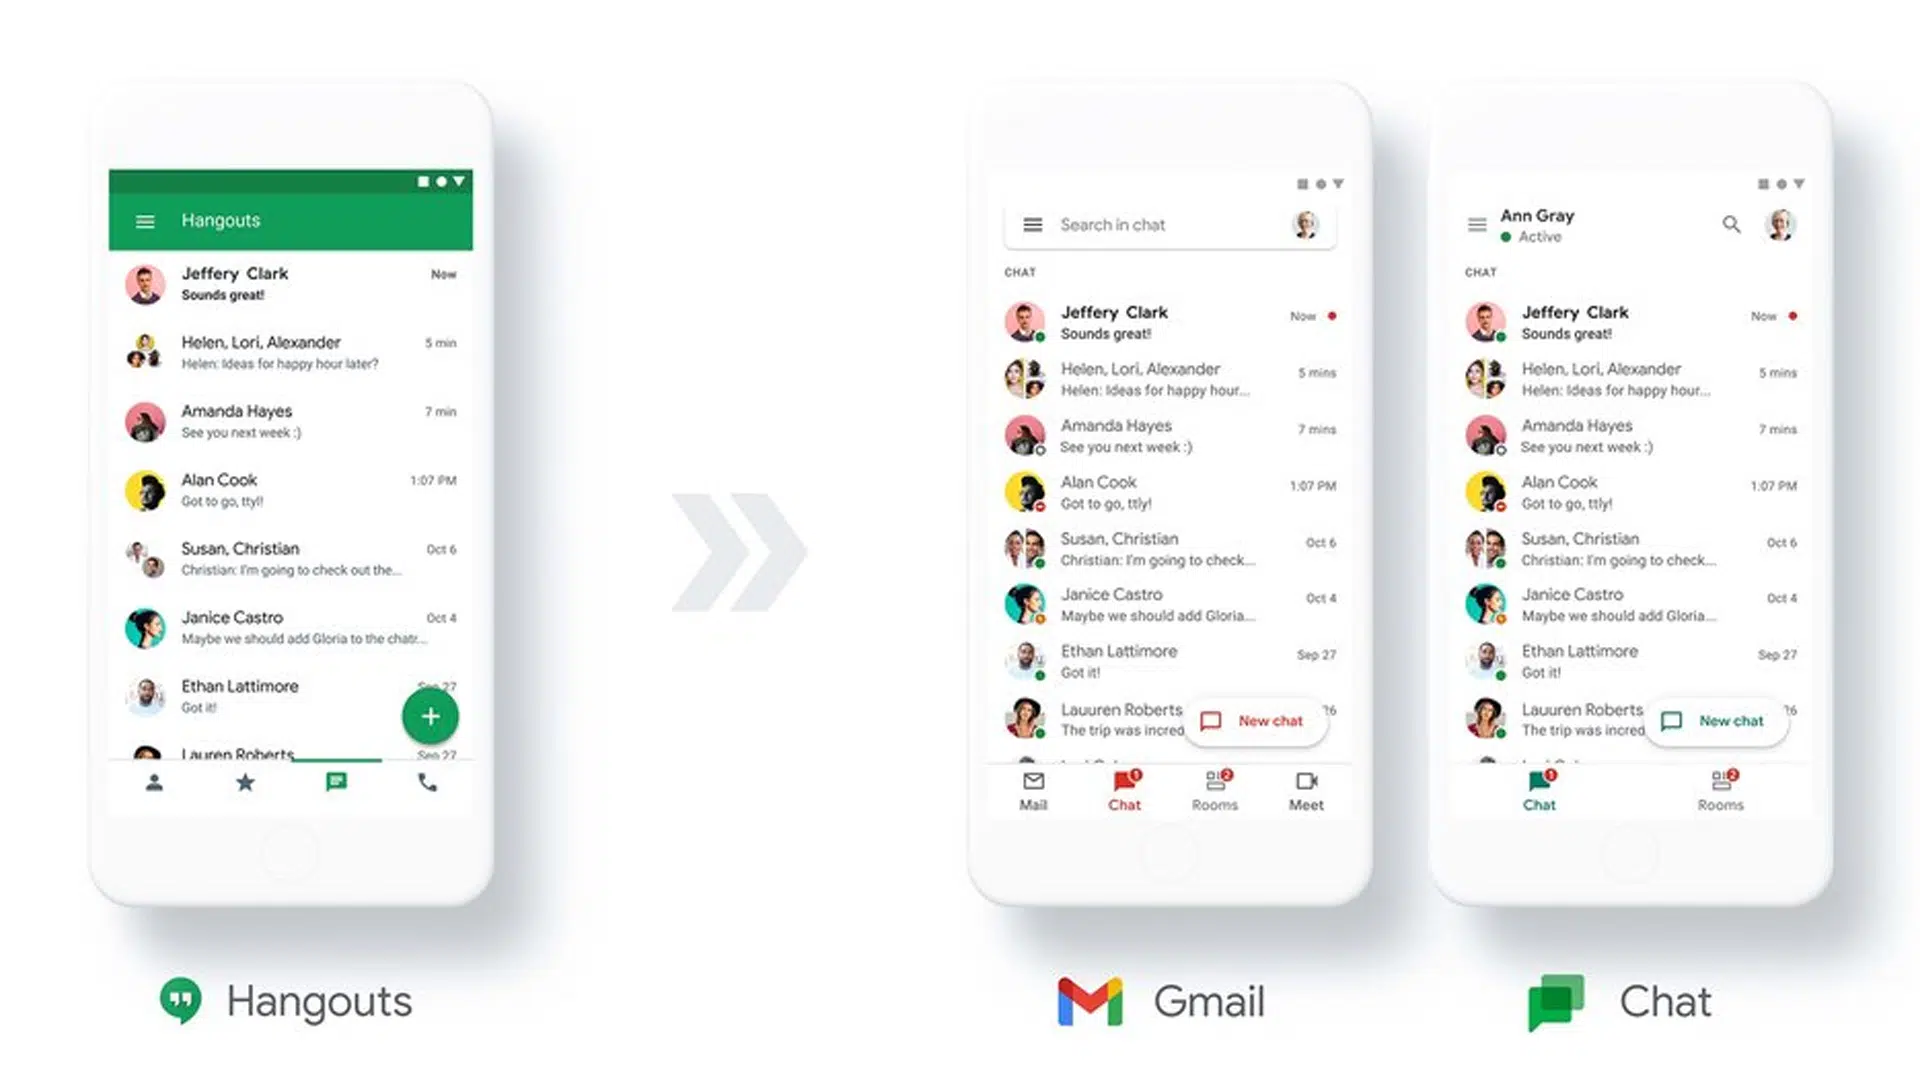 Hangouts
Jeffery Clark Now
Sounds great!
Helen, Lori, Alexander 5 min
Helen: Ideas for happy hour later?
Amanda Hayes 7 min
See you next week :)
Alan Cook 1:07 PM
Got to go, ttyl!
Susan, Christian Oct 6
Christian: I'm going to check out the...
Janice Castro Oct 4
Maybe we should add Gloria to the chatr...
Ethan Lattimore Sep 27
Got it!
Lauren Roberts Sep 27
Hangouts
Search in chat
CHAT
Jeffery Clark Now
Sounds great!
Helen, Lori, Alexander 5 mins
Helen: Ideas for happy hour...
Amanda Hayes 7 mins
See you next week :)
Alan Cook 1:07 PM
Got to go, ttly!
Susan, Christian Oct 6
Christian: I'm going to check...
Janice Castro Oct 4
Maybe we should add Gloria...
Ethan Lattimore Sep 27
Got it!
Lauuren Roberts 26
The trip was incred
New chat
1 2
Mail Chat Rooms Meet
Gmail
Ann Gray
Active
CHAT
Jeffery Clark Now
Sounds great!
Helen, Lori, Alexander 5 mins
Helen: Ideas for happy hour...
Amanda Hayes 7 mins
See you next week :)
Alan Cook 1:07 PM
Got to go, ttly!
Susan, Christian Oct 6
Christian: I'm going to check...
Janice Castro Oct 4
Maybe we should add Gloria...
Ethan Lattimore Sep 27
Got it!
Lauuren Roberts 26
The trip was incred
New chat
1 2
Chat Rooms
Chat